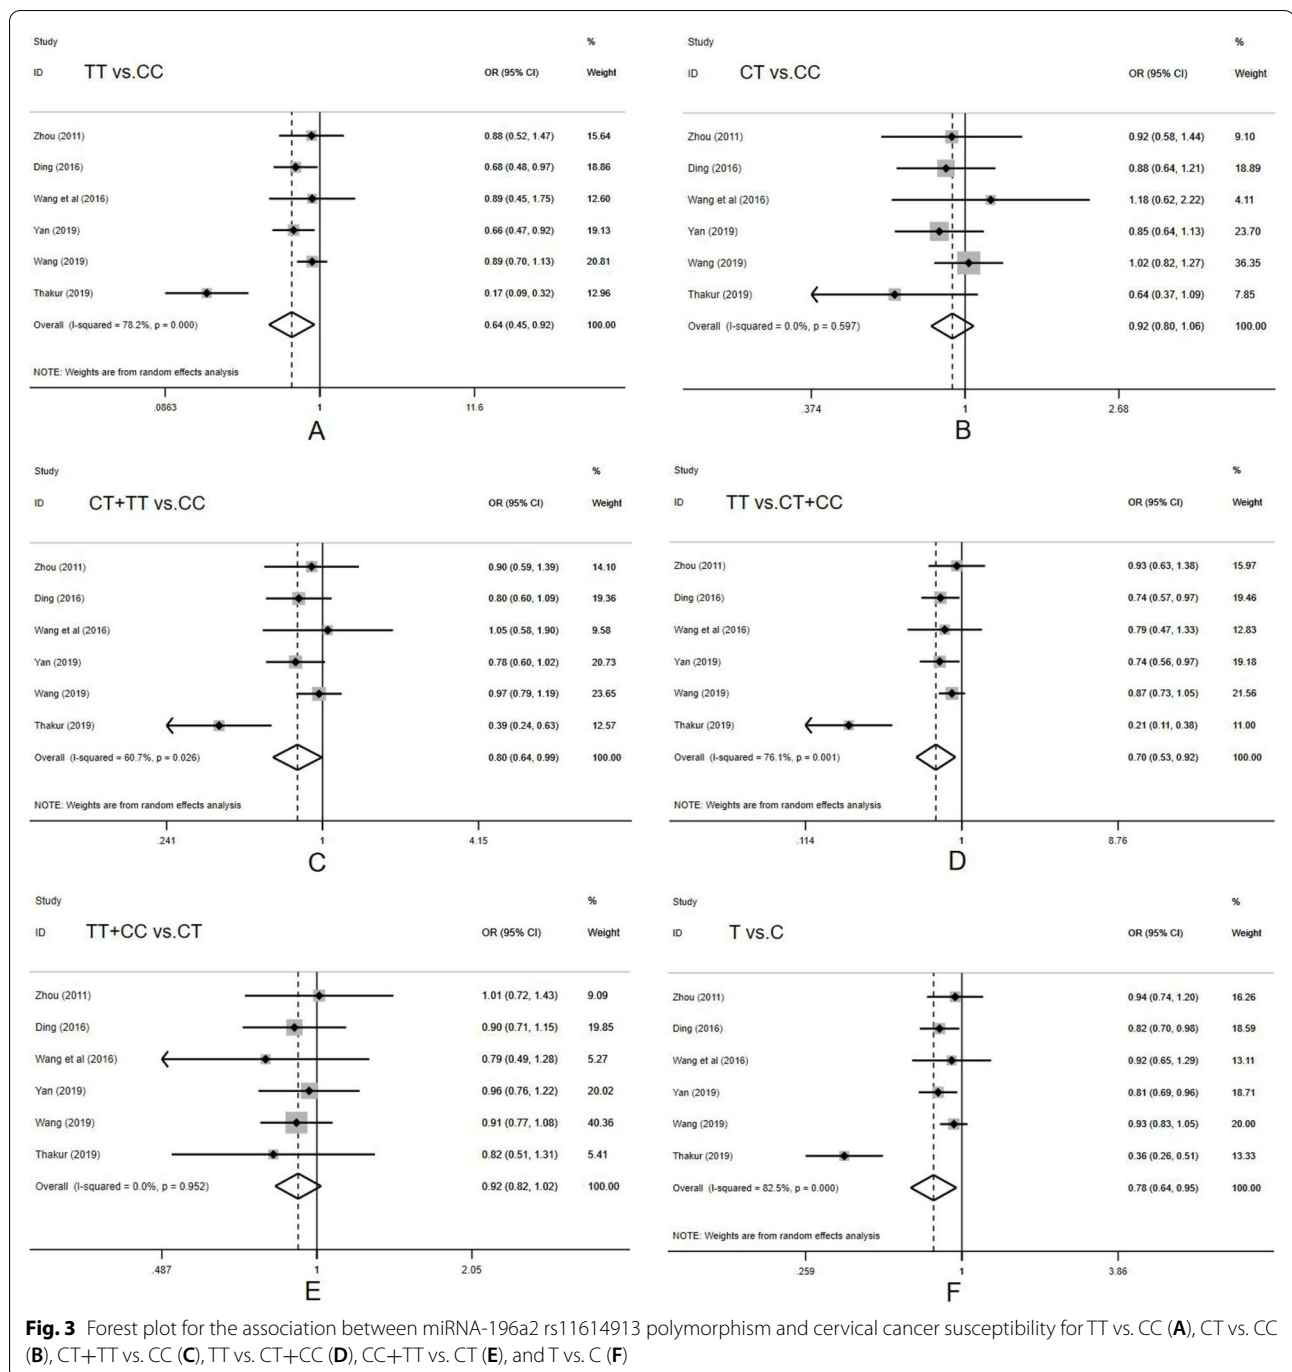 Study %
ID TT vs.CC OR (95% CI) Weight
Zhou (2011) 0.88 (0.52, 1.47) 15.64
Ding (2016) 0.68 (0.48, 0.97) 18.86
Wang et al (2016) 0.89 (0.45, 1.75) 12.60
Yan (2019) 0.66 (0.47, 0.92) 19.13
Wang (2019) 0.89 (0.70, 1.13) 20.81
Thakur (2019) 0.17 (0.09, 0.32) 12.96
Overall (I-squared = 78.2%, p = 0.000) 0.64 (0.45, 0.92) 100.00
NOTE: Weights are from random effects analysis
.0863 1 11.6
A
Study %
ID CT vs.CC OR (95% CI) Weight
Zhou (2011) 0.92 (0.58, 1.44) 9.10
Ding (2016) 0.88 (0.64, 1.21) 18.89
Wang et al (2016) 1.18 (0.62, 2.22) 4.11
Yan (2019) 0.85 (0.64, 1.13) 23.70
Wang (2019) 1.02 (0.82, 1.27) 36.35
Thakur (2019) 0.64 (0.37, 1.09) 7.85
Overall (I-squared = 0.0%, p = 0.597) 0.92 (0.80, 1.06) 100.00
.374 1 2.68
B
Study %
ID CT+TT vs.CC OR (95% CI) Weight
Zhou (2011) 0.90 (0.59, 1.39) 14.10
Ding (2016) 0.80 (0.60, 1.09) 19.36
Wang et al (2016) 1.05 (0.58, 1.90) 9.58
Yan (2019) 0.78 (0.60, 1.02) 20.73
Wang (2019) 0.97 (0.79, 1.19) 23.65
Thakur (2019) 0.39 (0.24, 0.63) 12.57
Overall (I-squared = 60.7%, p = 0.026) 0.80 (0.64, 0.99) 100.00
NOTE: Weights are from random effects analysis
.241 1 4.15
C
Study %
ID TT vs.CT+CC OR (95% CI) Weight
Zhou (2011) 0.93 (0.63, 1.38) 15.97
Ding (2016) 0.74 (0.57, 0.97) 19.46
Wang et al (2016) 0.79 (0.47, 1.33) 12.83
Yan (2019) 0.74 (0.56, 0.97) 19.18
Wang (2019) 0.87 (0.73, 1.05) 21.56
Thakur (2019) 0.21 (0.11, 0.38) 11.00
Overall (I-squared = 76.1%, p = 0.001) 0.70 (0.53, 0.92) 100.00
NOTE: Weights are from random effects analysis
.114 1 8.76
D
Study %
ID TT+CC vs.CT OR (95% CI) Weight
Zhou (2011) 1.01 (0.72, 1.43) 9.09
Ding (2016) 0.90 (0.71, 1.15) 19.85
Wang et al (2016) 0.79 (0.49, 1.28) 5.27
Yan (2019) 0.96 (0.76, 1.22) 20.02
Wang (2019) 0.91 (0.77, 1.08) 40.36
Thakur (2019) 0.82 (0.51, 1.31) 5.41
Overall (I-squared = 0.0%, p = 0.952) 0.92 (0.82, 1.02) 100.00
.487 1 2.05
E
Study %
ID T vs.C OR (95% CI) Weight
Zhou (2011) 0.94 (0.74, 1.20) 16.26
Ding (2016) 0.82 (0.70, 0.98) 18.59
Wang et al (2016) 0.92 (0.65, 1.29) 13.11
Yan (2019) 0.81 (0.69, 0.96) 18.71
Wang (2019) 0.93 (0.83, 1.05) 20.00
Thakur (2019) 0.36 (0.26, 0.51) 13.33
Overall (I-squared = 82.5%, p = 0.000) 0.78 (0.64, 0.95) 100.00
NOTE: Weights are from random effects analysis
.259 1 3.86
F
Fig. 3 Forest plot for the association between miRNA-196a2 rs11614913 polymorphism and cervical cancer susceptibility for TT vs. CC (A), CT vs. CC
(B), CT+TT vs. CC (C), TT vs. CT+CC (D), CC+TT vs. CT (E), and T vs. C (F)